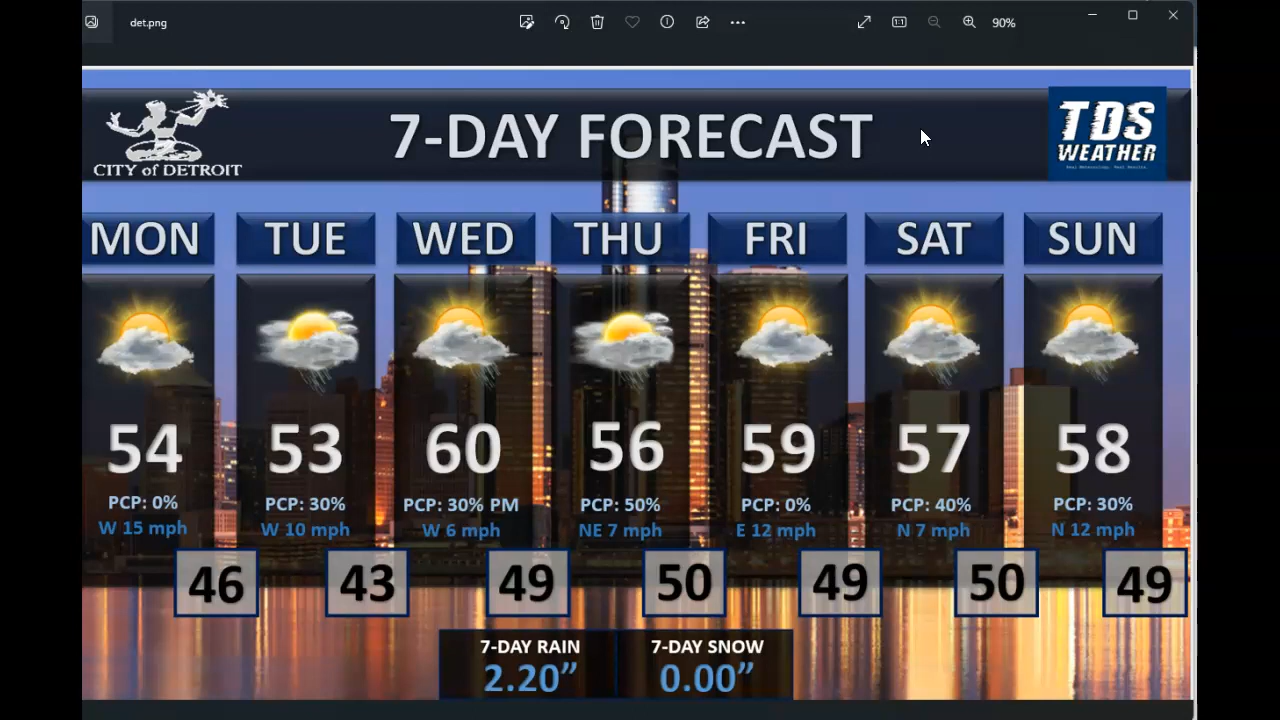 det.png
90%
CITY of DETROIT
7-DAY FORECAST
TDS
WEATHER
MON TUE WED THU FRI SAT SUN
54 53 60 56 59 57 58
PCP: 0% PCP: 30% PCP: 30% PM PCP: 50% PCP: 0% PCP: 40% PCP: 30%
W 15 mph W 10 mph W 6 mph NE 7 mph E 12 mph N 7 mph N 12 mph
46 43 49 50 49 50 49
7-DAY RAIN 7-DAY SNOW
2.20” 0.00”